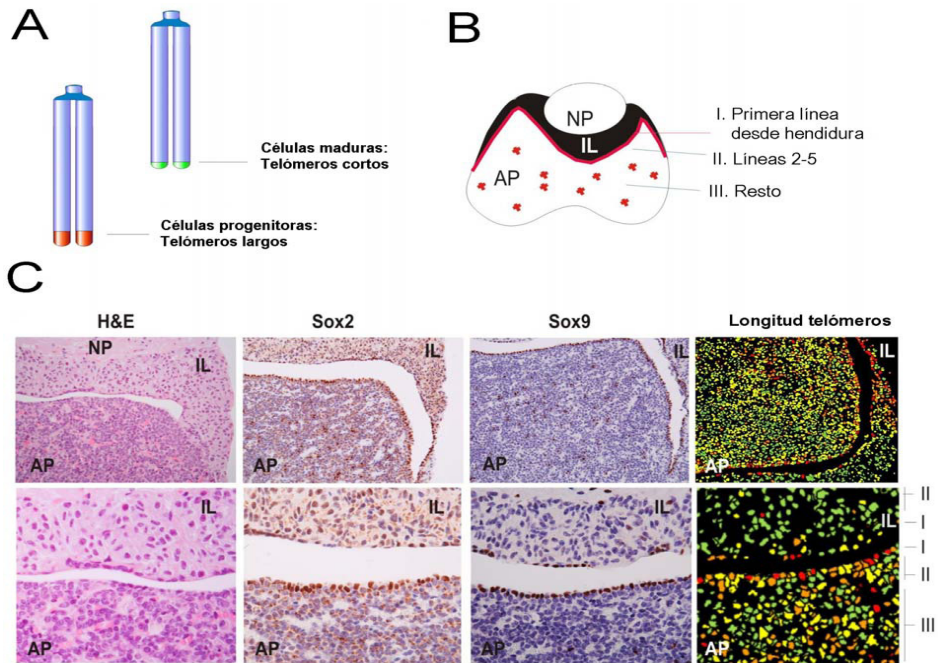 A
Células maduras:
Telómeros cortos
Células progenitoras:
Telómeros largos
B
NP
IL
AP
I. Primera línea
desde hendidura
II. Líneas 2-5
III. Resto
C
H&E
Sox2
Sox9
Longitud telómeros
NP
IL
AP
IL
AP
IL
AP
IL
AP
IL
AP
IL
AP
IL
AP
IL
AP
II
I
I
II
III